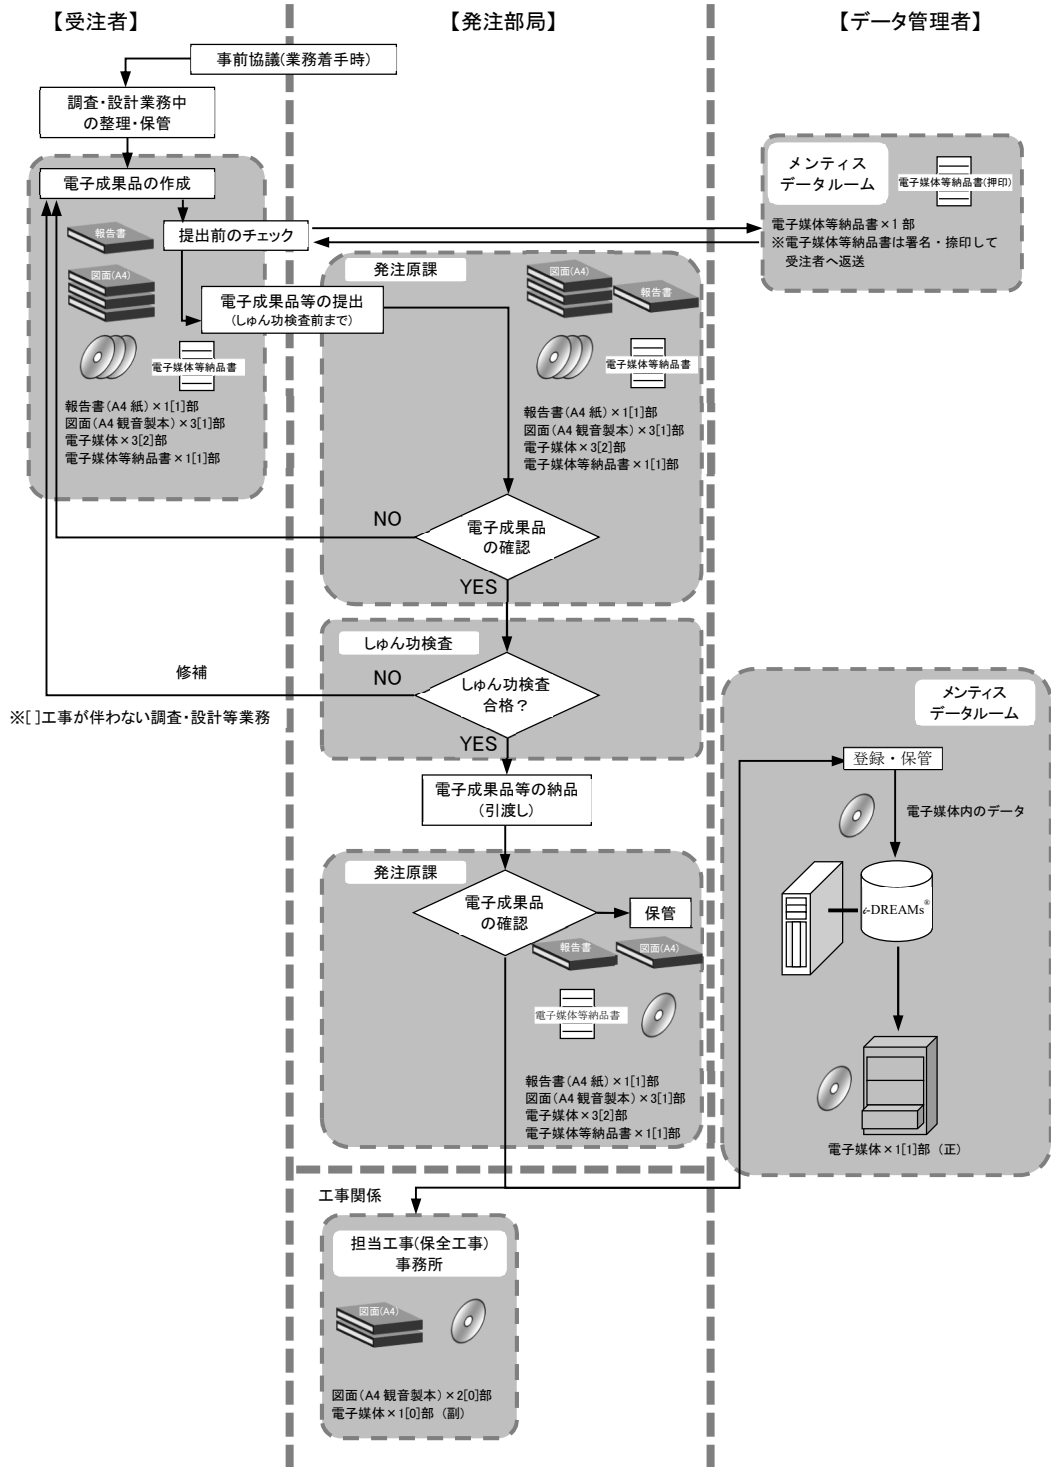 【受注者】
【発注部局】
【データ管理者】
事前協議(業務着手時)
調査・設計業務中
の整理・保管
電子成果品の作成
提出前のチェック
報告書
図面(A4)
電子成果品等の提出
(しゅん功検査前まで)
電子媒体等納品書
報告書(A4 紙)×1[1]部
図面(A4 観音製本)×3[1]部
電子媒体×3[2]部
電子媒体等納品書×1[1]部
メンティス
データルーム
電子媒体等納品書(押印)
電子媒体等納品書×1 部
※電子媒体等納品書は署名・捺印して
受注者へ返送
発注原課
図面(A4)
報告書
電子媒体等納品書
報告書(A4 紙)×1[1]部
図面(A4 観音製本)×3[1]部
電子媒体×3[2]部
電子媒体等納品書×1[1]部
NO
電子成果品
の確認
YES
しゅん功検査
修補
NO
しゅん功検査
合格?
※[ ]工事が伴わない調査・設計等業務
YES
電子成果品等の納品
(引渡し)
発注原課
電子成果品
の確認
保管
報告書
図面(A4)
電子媒体等納品書
報告書(A4 紙)×1[1]部
図面(A4 観音製本)×3[1]部
電子媒体×3[2]部
電子媒体等納品書×1[1]部
メンティス
データルーム
登録・保管
電子媒体内のデータ
i-DREAMs®
電子媒体×1[1]部 (正)
工事関係
担当工事(保全工事)
事務所
図面(A4)
図面(A4 観音製本)×2[0]部
電子媒体×1[0]部 (副)